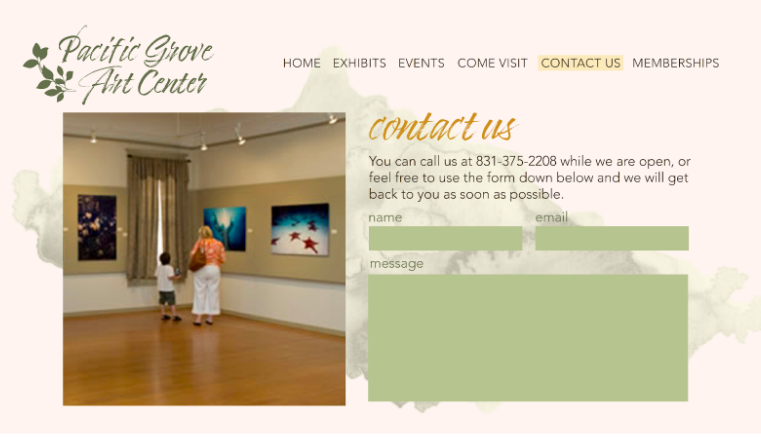 Pacific Grove
Art Center
HOME EXHIBITS EVENTS COME VISIT CONTACT US MEMBERSHIPS
contact us
You can call us at 831-375-2208 while we are open, or
feel free to use the form down below and we will get
back to you as soon as possible.
name email
message